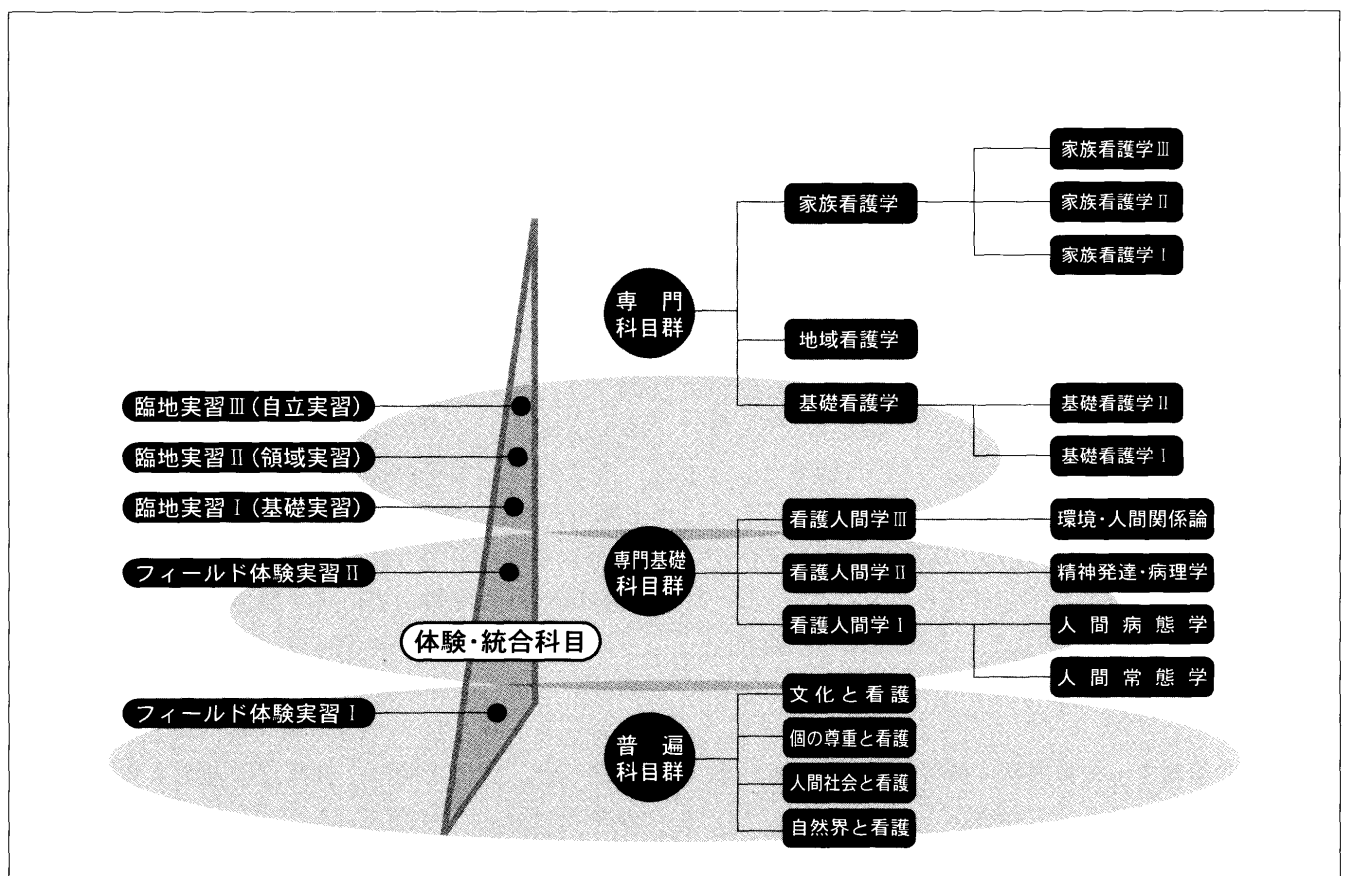 家族看護学Ⅲ
家族看護学
家族看護学Ⅱ
家族看護学Ⅰ
専門
科目群
地域看護学
臨地実習Ⅲ(自立実習)
基礎看護学
基礎看護学Ⅱ
臨地実習Ⅱ(領域実習)
基礎看護学Ⅰ
臨地実習Ⅰ(基礎実習)
看護人間学Ⅲ
環境・人間関係論
フィールド体験実習Ⅱ
専門基礎
科目群
看護人間学Ⅱ
精神発達・病理学
体験・統合科目
看護人間学Ⅰ
人間病態学
人間常態学
フィールド体験実習Ⅰ
普遍
科目群
文化と看護
個の尊重と看護
人間社会と看護
自然界と看護